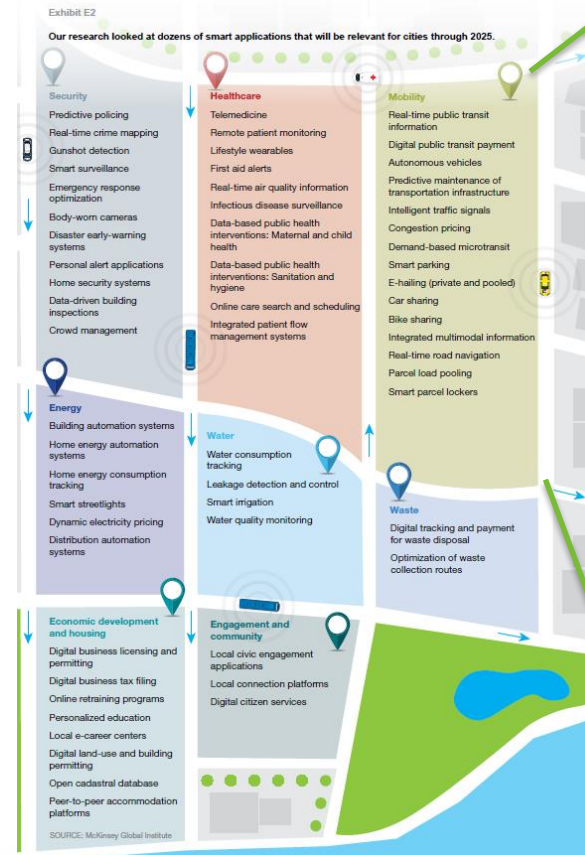 Exhibit E2
Our research looked at dozens of smart applications that will be relevant for cities through 2025.
Security
Predictive policing
Real-time crime mapping
Gunshot detection
Smart surveillance
Emergency response
optimization
Body-worn cameras
Disaster early-warning
systems
Personal alert applications
Home security systems
Data-driven building
inspections
Crowd management
Healthcare
Telemedicine
Remote patient monitoring
Lifestyle wearables
First aid alerts
Real-time air quality information
Infectious disease surveillance
Data-based public health
interventions: Maternal and child
health
Data-based public health
interventions: Sanitation and
hygiene
Online care search and scheduling
Integrated patient flow
management systems
Mobility
Real-time public transit
information
Digital public transit payment
Autonomous vehicles
Predictive maintenance of
transportation infrastructure
Intelligent traffic signals
Congestion pricing
Demand-based microtransit
Smart parking
E-hailing (private and pooled)
Car sharing
Bike sharing
Integrated multimodal information
Real-time road navigation
Parcel load pooling
Smart parcel lockers
Energy
Building automation systems
Home energy automation
systems
Home energy consumption
tracking
Smart streetlights
Dynamic electricity pricing
Distribution automation
systems
Water
Water consumption
tracking
Leakage detection and control
Smart irrigation
Water quality monitoring
Waste
Digital tracking and payment
for waste disposal
Optimization of waste
collection routes
Economic development
and housing
Digital business licensing and
permitting
Digital business tax filing
Online retraining programs
Personalized education
Local e-career centers
Digital land-use and building
permitting
Open cadastral database
Peer-to-peer accommodation
platforms
Engagement and
community
Local civic engagement
applications
Local connection platforms
Digital citizen services
SOURCE: McKinsey Global Institute